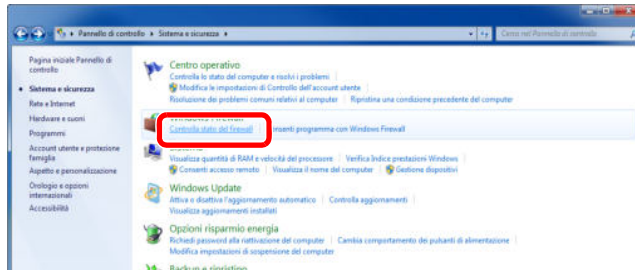 Pannello di controllo ▸ Sistema e sicurezza ▸
Cerca nel Pannello di controllo
Pagina iniziale Pannello di
controllo
Sistema e sicurezza
Rete e Internet
Hardware e suoni
Programmi
Account utente e protezione
famiglia
Aspetto e personalizzazione
Orologio e opzioni
internazionali
Accessibilità
Centro operativo
Controlla lo stato del computer e risolvi i problemi
Modifica le impostazioni di Controllo dell'account utente
Risoluzione dei problemi comuni relativi al computer Ripristina una condizione precedente del computer
Windows Firewall
Controlla stato del firewall programma con Windows Firewall
Sistema
Visualizza quantità di RAM e velocità del processore Verifica Indice prestazioni Windows
Consenti accesso remoto Visualizza il nome del computer Gestione dispositivi
Windows Update
Attiva o disattiva l'aggiornamento automatico Controlla aggiornamenti
Visualizza aggiornamenti installati
Opzioni risparmio energia
Richiedi password alla riattivazione del computer Cambia comportamento dei pulsanti di alimentazione
Modifica impostazioni di sospensione del computer
Backup e ripristino